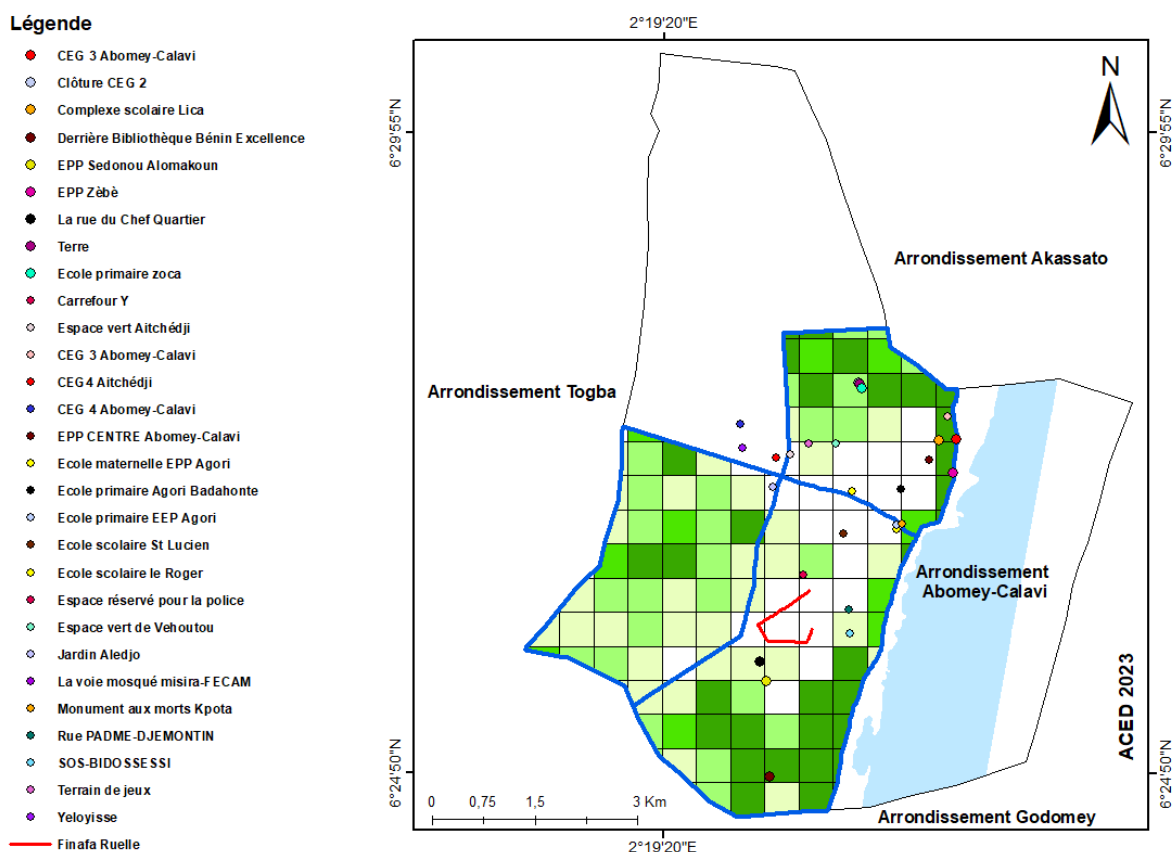 Légende
CEG 3 Abomey-Calavi
Clôture CEG 2
Complexe scolaire Lica
Derrière Bibliothèque Bénin Excellence
EPP Sedonou Alomakoun
EPP Zèbè
La rue du Chef Quartier
Terre
Ecole primaire zoca
Carrefour Y
Espace vert Aitchédji
CEG 3 Abomey-Calavi
CEG 4 Aitchédji
CEG 4 Abomey-Calavi
EPP CENTRE Abomey-Calavi
Ecole maternelle EPP Agori
Ecole primaire Agori Badahonte
Ecole primaire EEP Agori
Ecole scolaire St Lucien
Ecole scolaire le Roger
Espace réservé pour la police
Espace vert de Vehoutou
Jardin Aledjo
La voie mosqué misira-FECAM
Monument aux morts Kpota
Rue PADME-DJEMONTIN
SOS-BIDOSSESSI
Terrain de jeux
Yeloyisse
Finafa Ruelle
2°19'20"E
N
6°29'55"N
6°29'55"N
Arrondissement Akassato
Arrondissement Togba
Arrondissement
Abomey-Calavi
ACED 2023
6°24'50"N
6°24'50"N
0 0,75 1,5 3 Km
Arrondissement Godomey
2°19'20"E